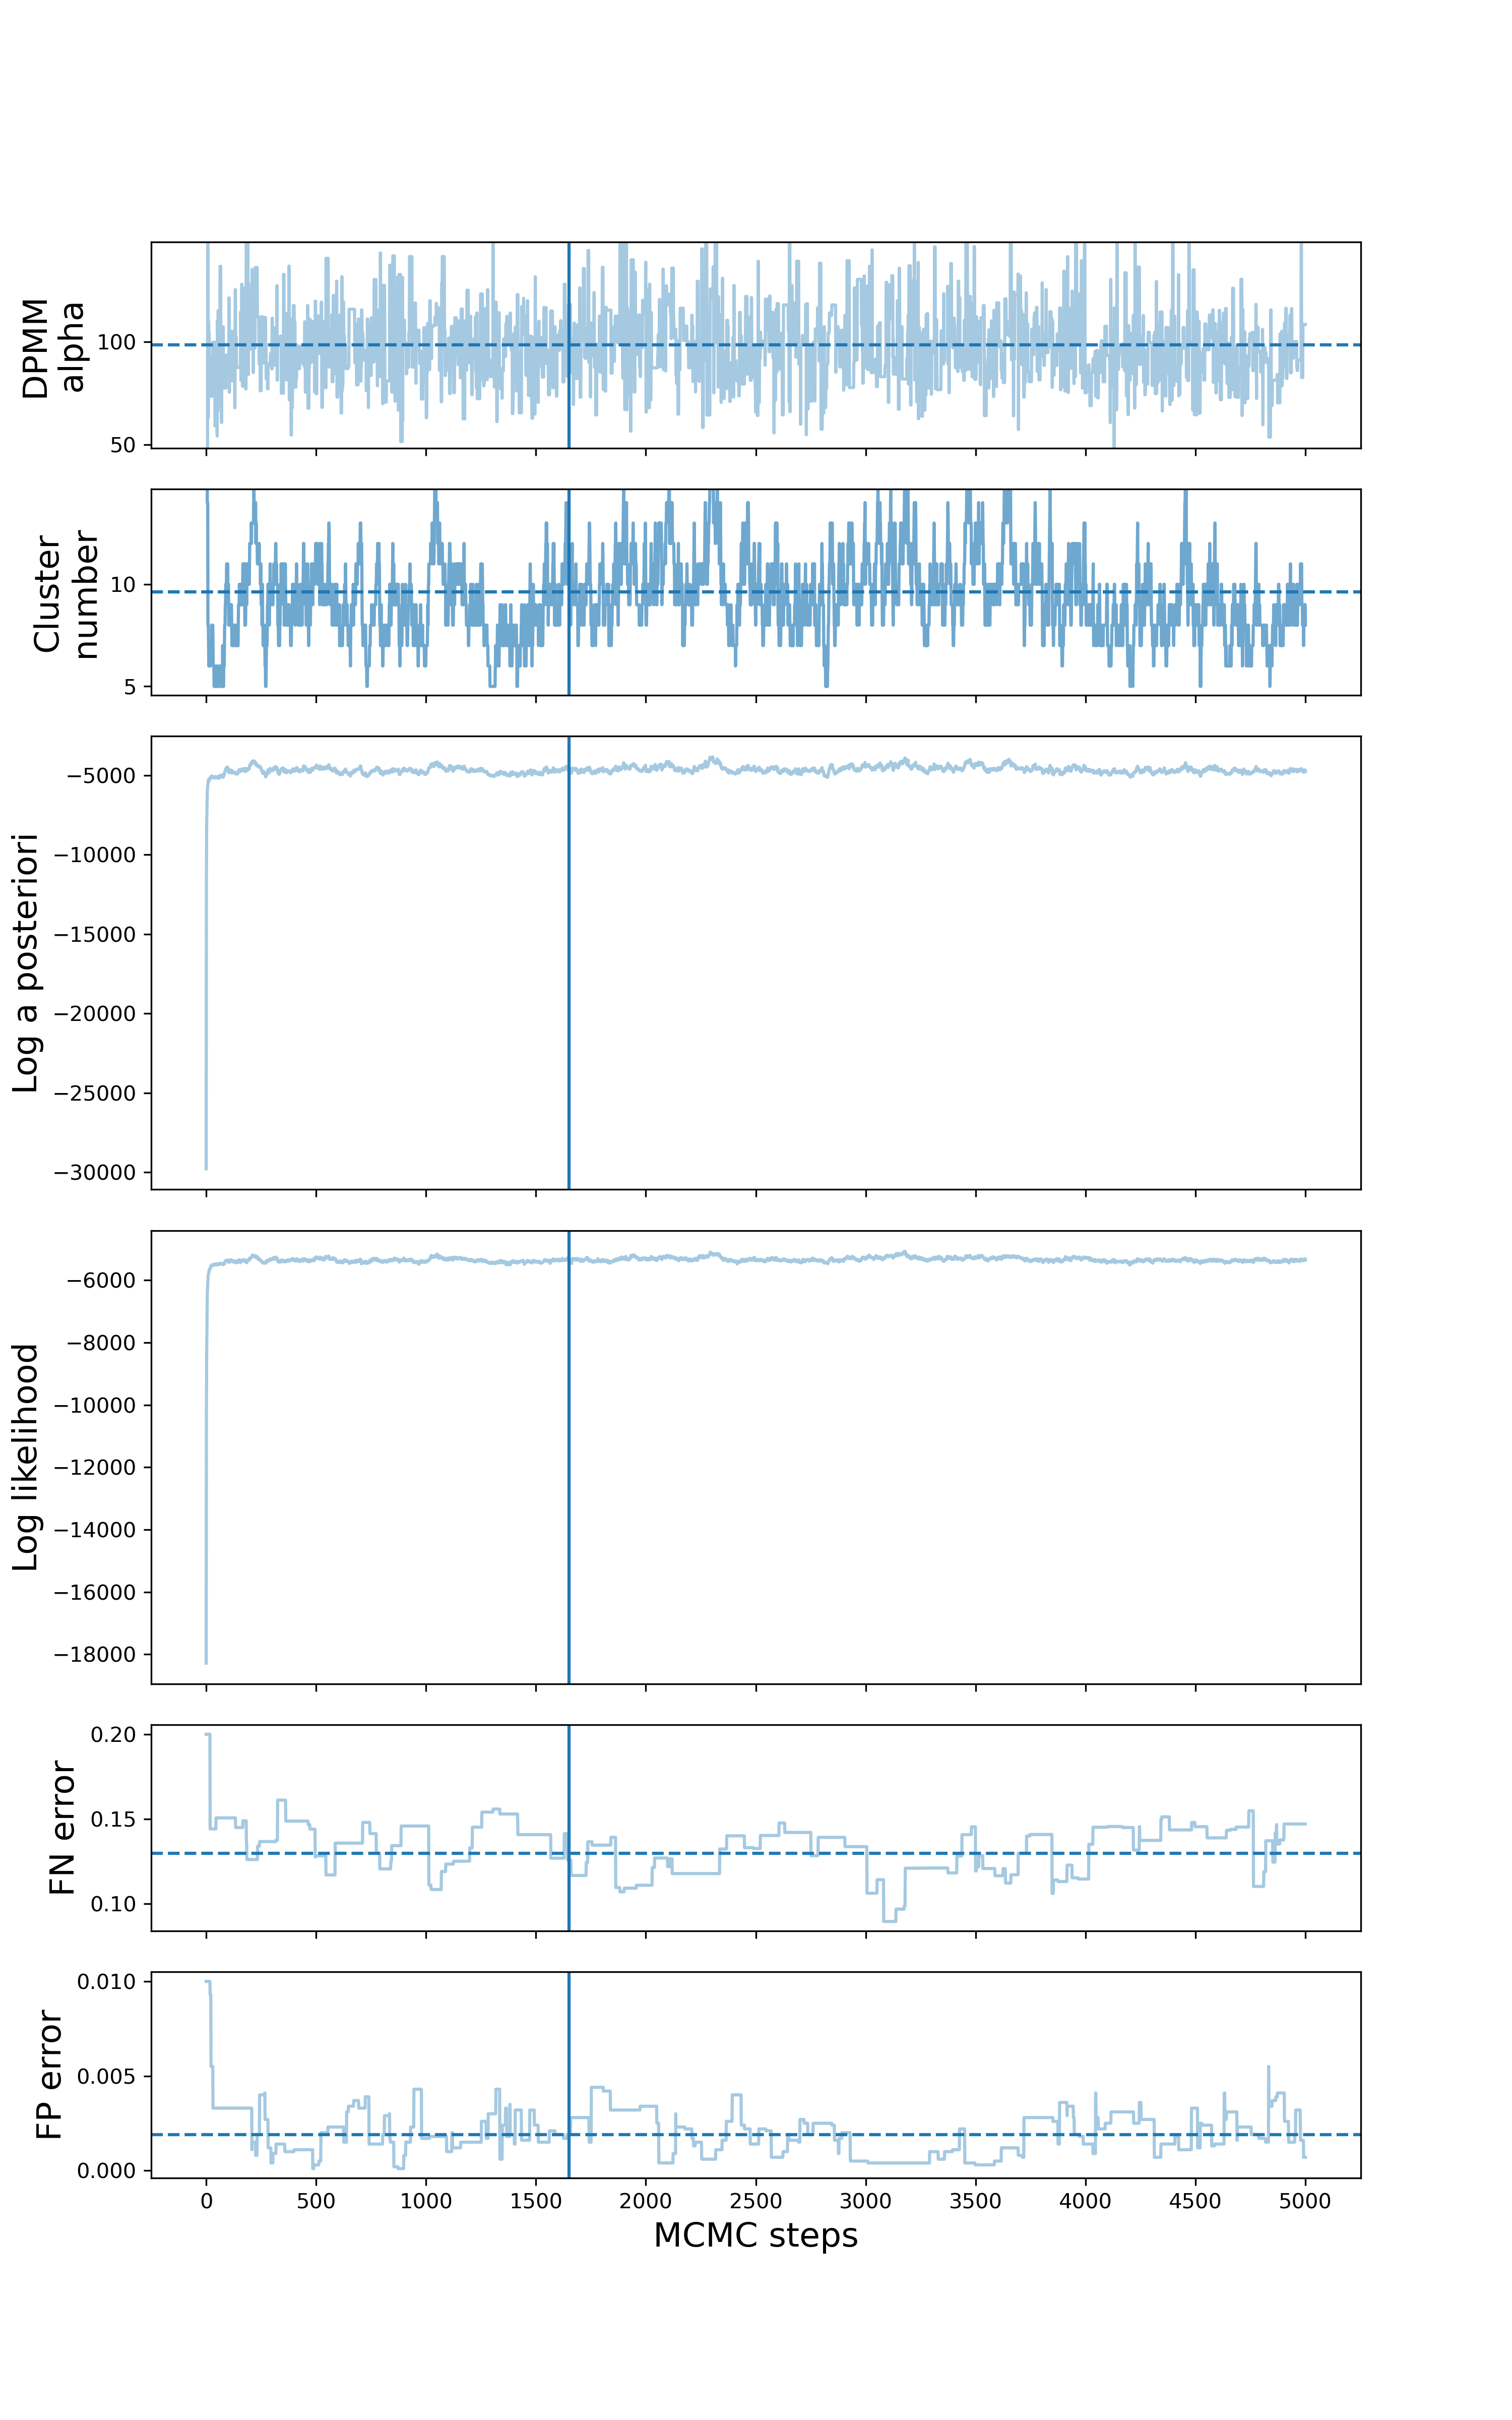 DPMM
alpha
100
50
Cluster
number
10
5
Log a posteriori
−5000
−10000
−15000
−20000
−25000
−30000
Log likelihood
−6000
−8000
−10000
−12000
−14000
−16000
−18000
FN error
0.20
0.15
0.10
FP error
0.010
0.005
0.000
0 500 1000 1500 2000 2500 3000 3500 4000 4500 5000
MCMC steps